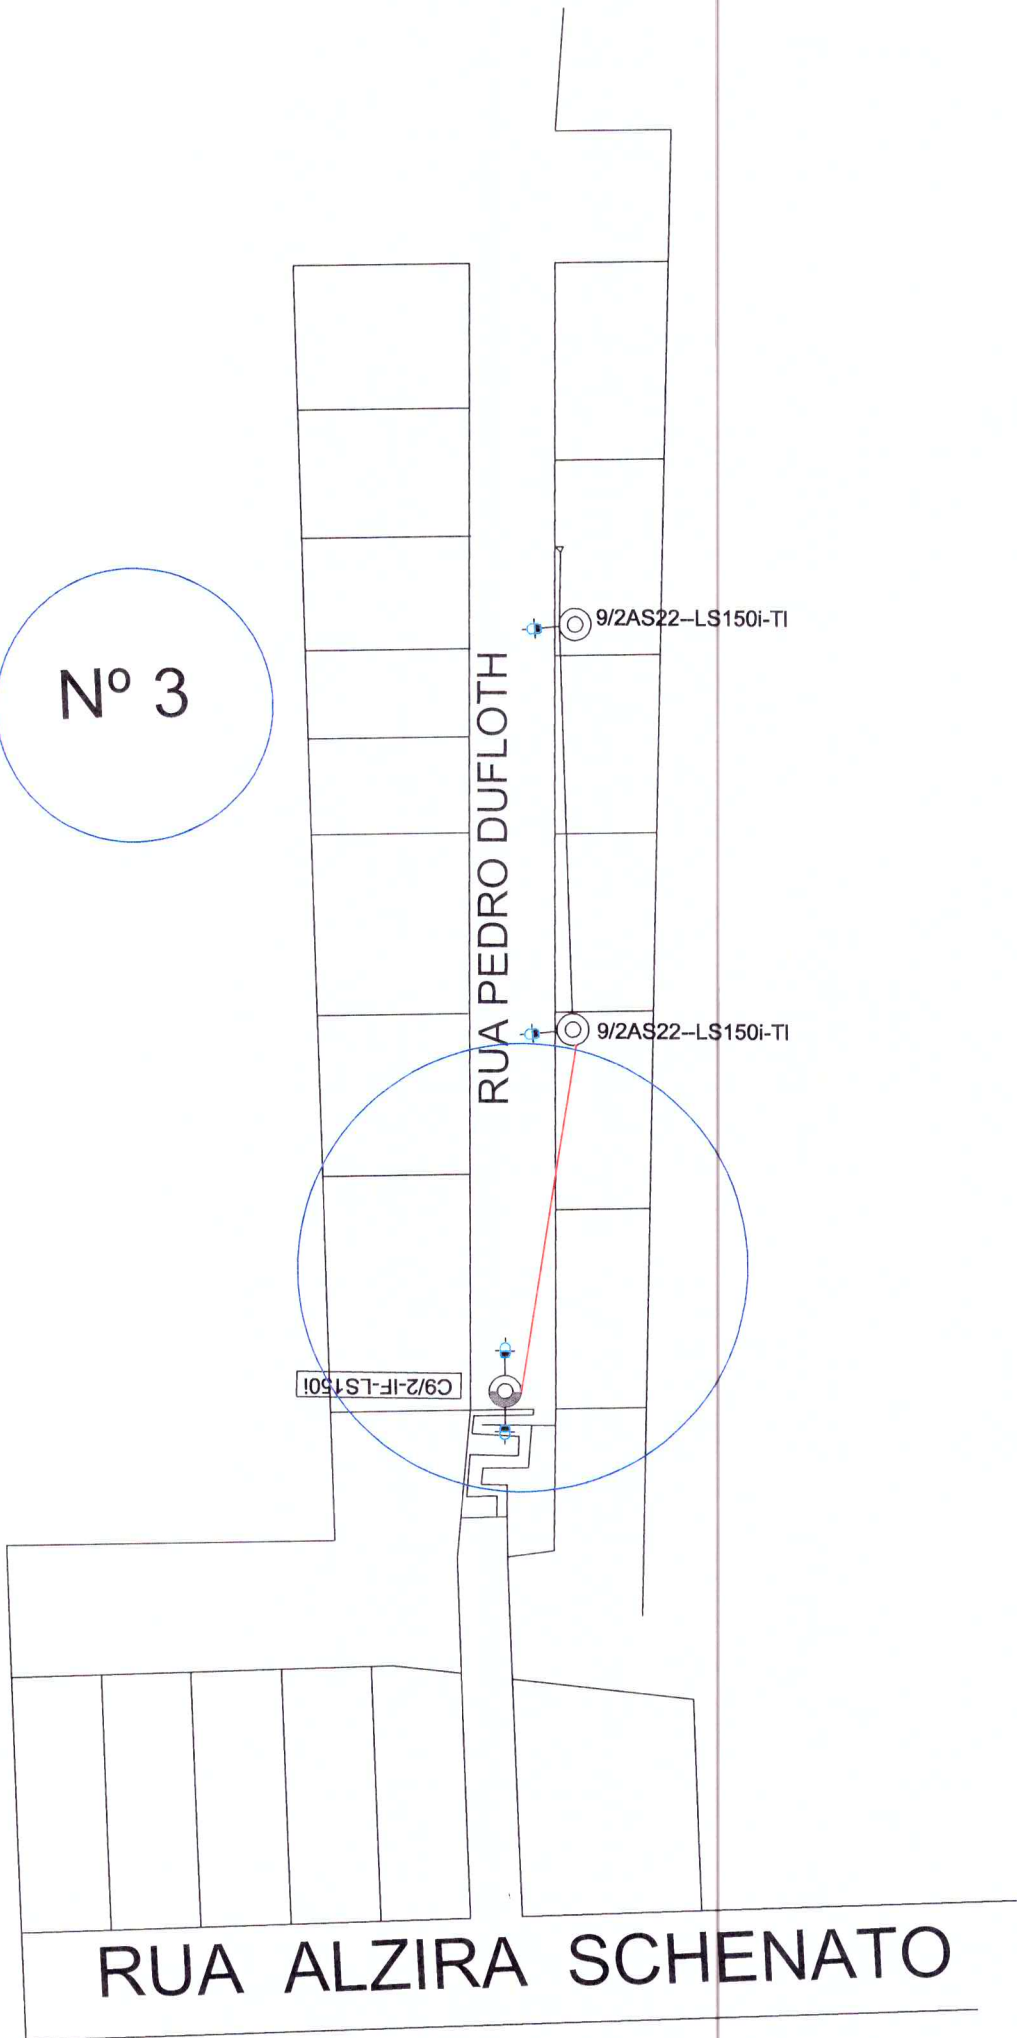 9/2AS22--LS150i-TI
Nº 3
RUA PEDRO DUFLOTH
9/2AS22--LS150i-TI
C9/2-IF-LS150i
RUA ALZIRA SCHENATO